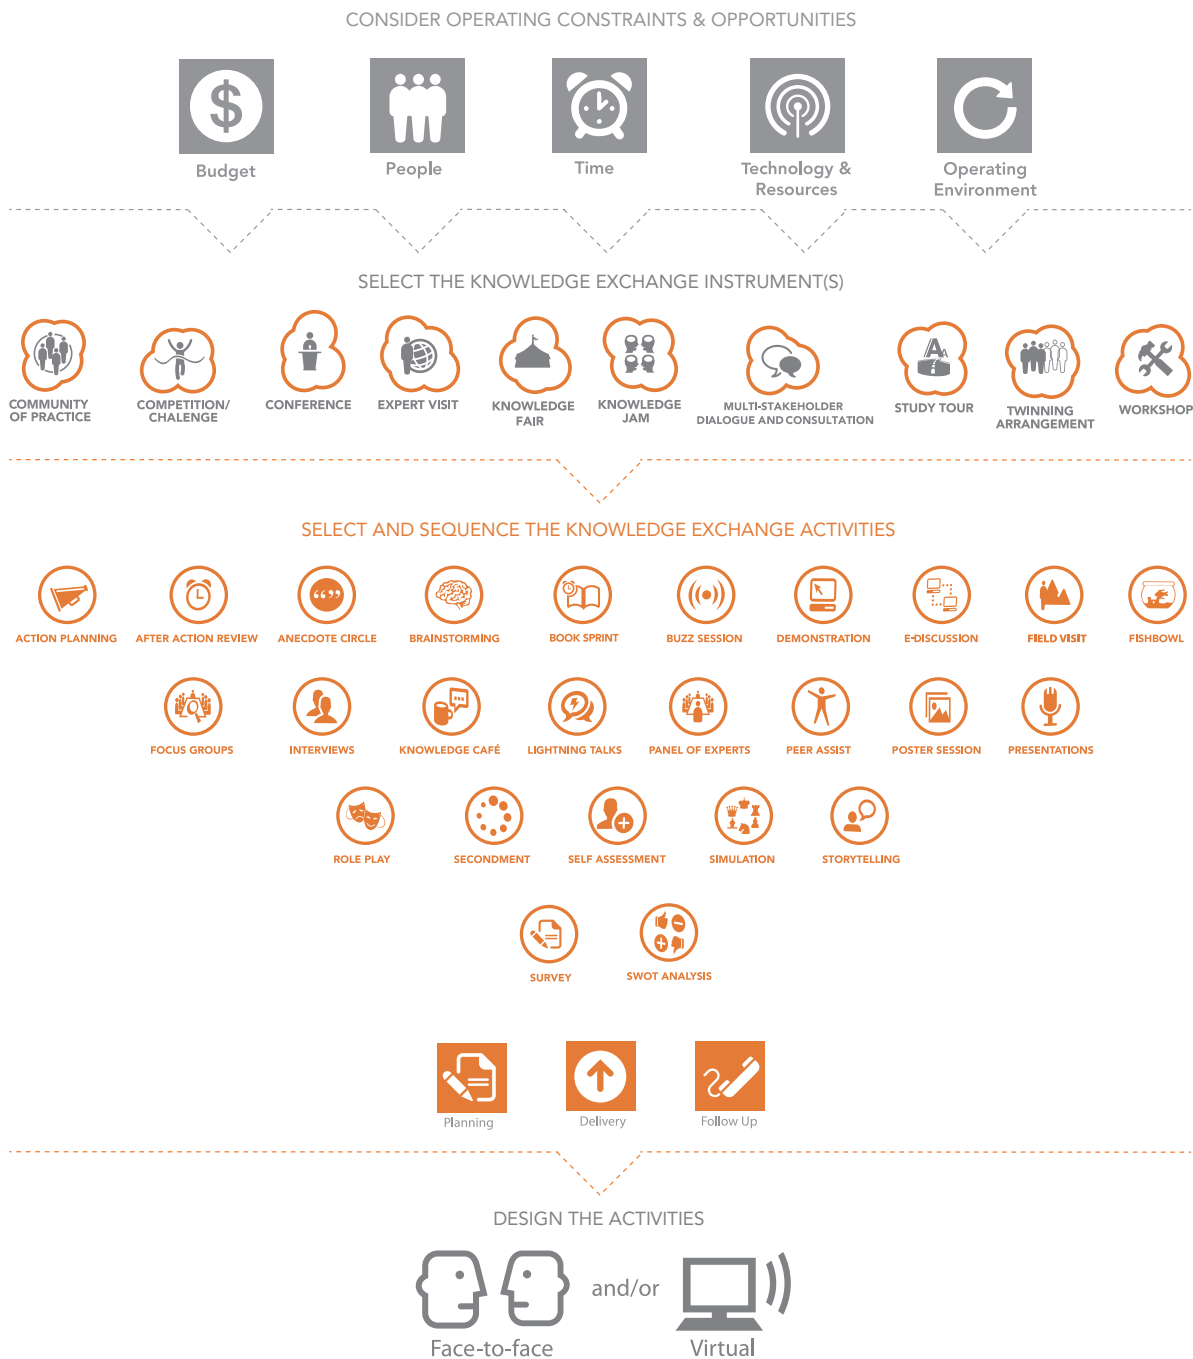 CONSIDER OPERATING CONSTRAINTS & OPPORTUNITIES
$
Budget
People
Time
Technology &
Resources
Operating
Environment
SELECT THE KNOWLEDGE EXCHANGE INSTRUMENT(S)
COMMUNITY
OF PRACTICE
COMPETITION/
CHALENGE
CONFERENCE
EXPERT VISIT
KNOWLEDGE
FAIR
KNOWLEDGE
JAM
MULTI-STAKEHOLDER
DIALOGUE AND CONSULTATION
A A
STUDY TOUR
TWINNING
ARRANGEMENT
WORKSHOP
SELECT AND SEQUENCE THE KNOWLEDGE EXCHANGE ACTIVITIES
ACTION PLANNING
AFTER ACTION REVIEW
ANECDOTE CIRCLE
BRAINSTORMING
BOOK SPRINT
BUZZ SESSION
DEMONSTRATION
E-DISCUSSION
FIELD VISIT
FISHBOWL
FOCUS GROUPS
INTERVIEWS
KNOWLEDGE CAFÉ
LIGHTNING TALKS
PANEL OF EXPERTS
PEER ASSIST
POSTER SESSION
PRESENTATIONS
ROLE PLAY
SECONDMENT
SELF ASSESSMENT
SIMULATION
STORYTELLING
SURVEY
SWOT ANALYSIS
Planning
Delivery
Follow Up
DESIGN THE ACTIVITIES
and/or
Face-to-face
Virtual